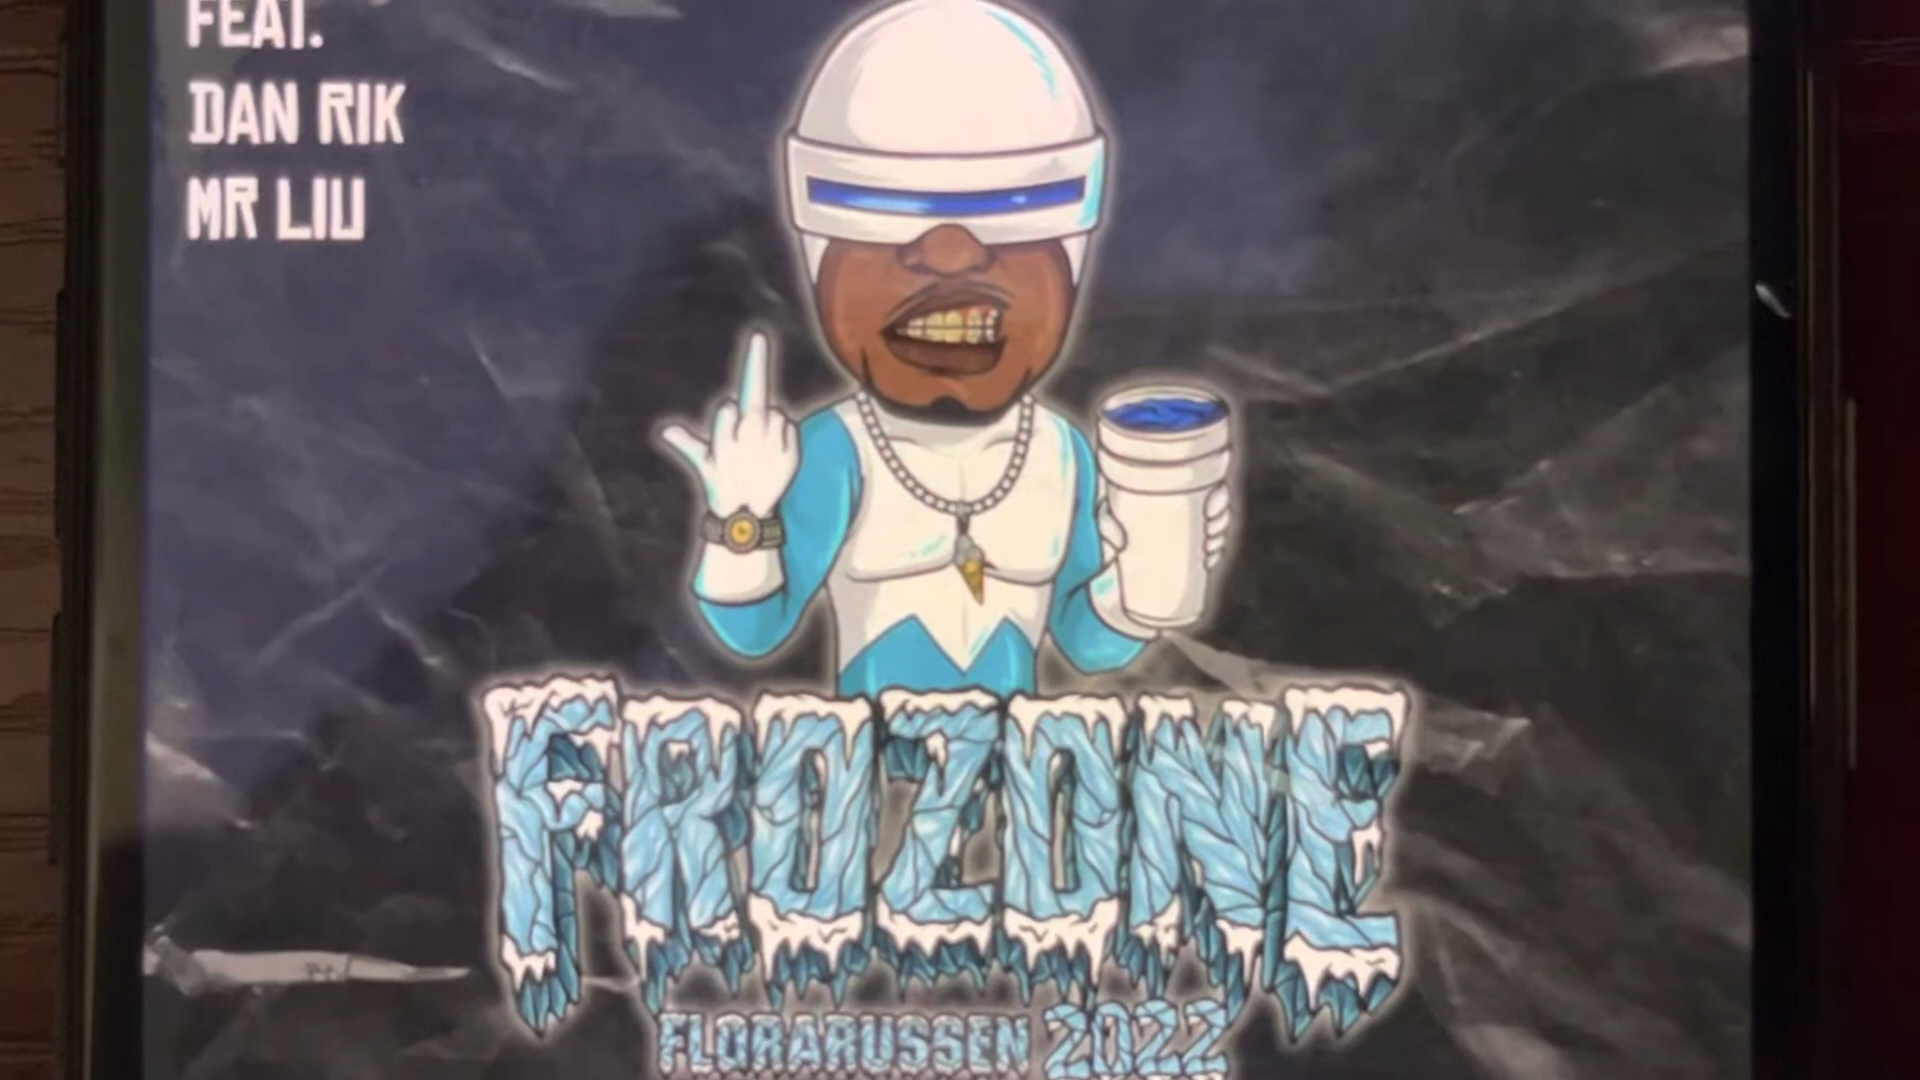 FEAT.
DAN RIK
MR LIU
FROZONE
FLORARUSSEN 2022